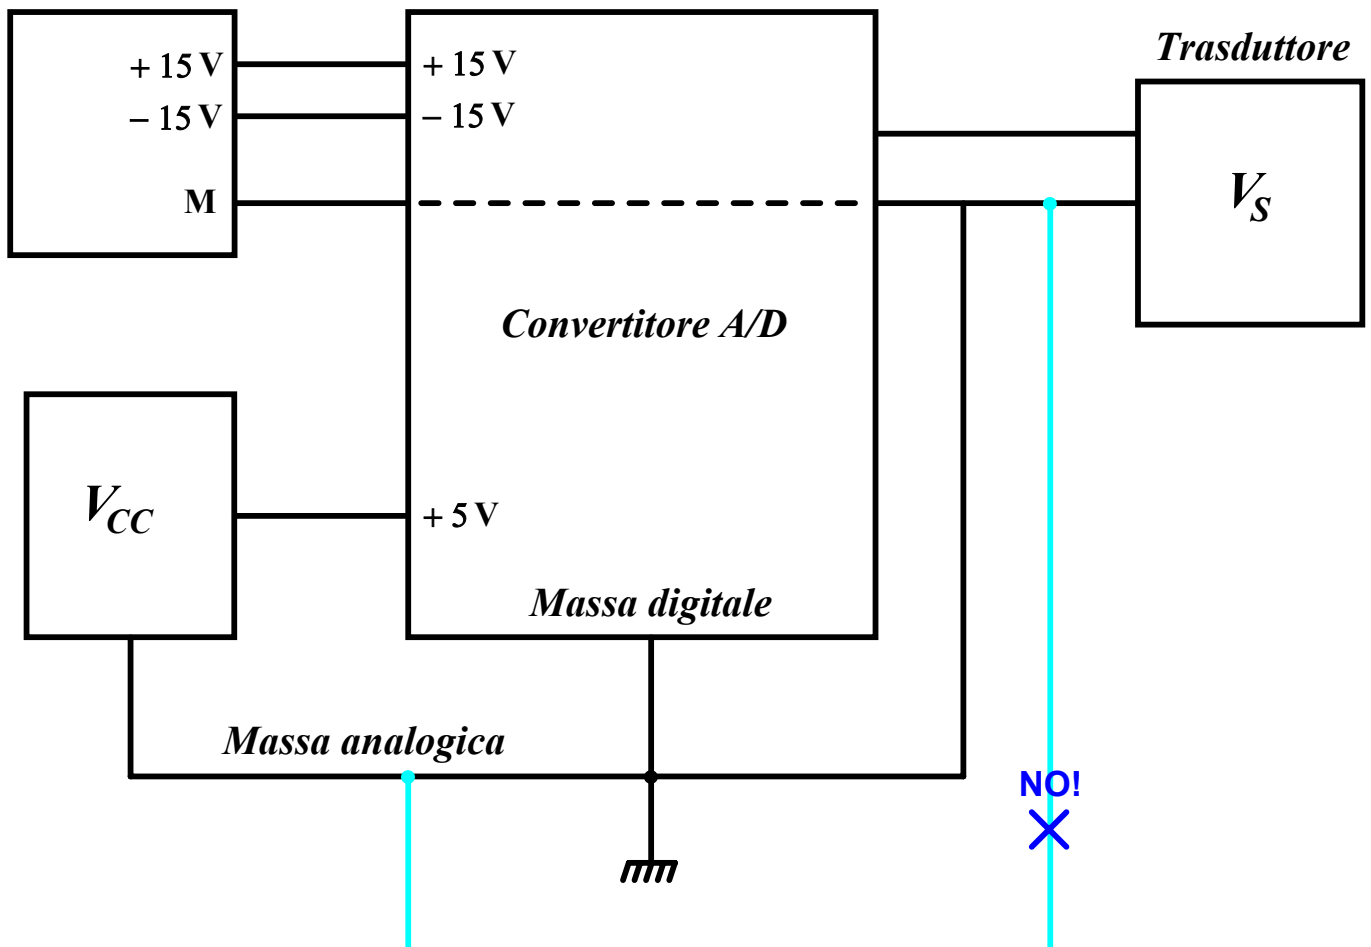 Trasduttore
+ 15 V
+ 15 V
− 15 V
− 15 V
M
V_S
Convertitore A/D
V_CC
+ 5 V
Massa digitale
Massa analogica
NO!